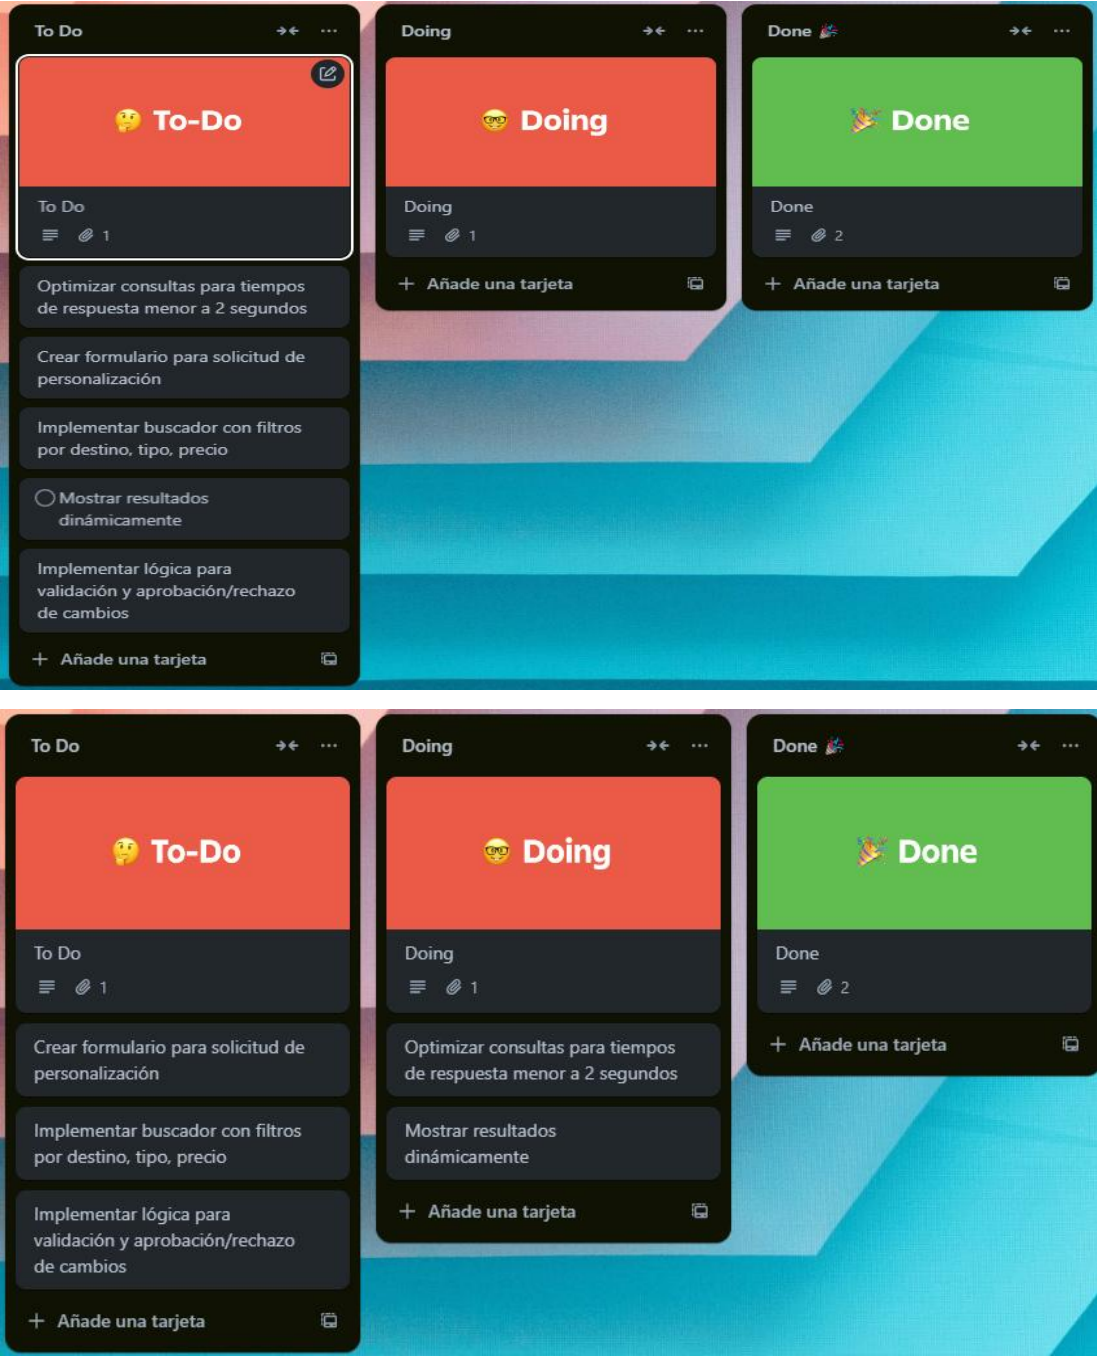 To Do
To-Do
To Do
1
Optimizar consultas para tiempos
de respuesta menor a 2 segundos
Crear formulario para solicitud de
personalización
Implementar buscador con filtros
por destino, tipo, precio
Mostrar resultados
dinámicamente
Implementar lógica para
validación y aprobación/rechazo
de cambios
+ Añade una tarjeta
Doing
Doing
Doing
1
+ Añade una tarjeta
Done
Done
Done
2
+ Añade una tarjeta
To Do
To-Do
To Do
1
Crear formulario para solicitud de
personalización
Implementar buscador con filtros
por destino, tipo, precio
Implementar lógica para
validación y aprobación/rechazo
de cambios
+ Añade una tarjeta
Doing
Doing
Doing
1
Optimizar consultas para tiempos
de respuesta menor a 2 segundos
Mostrar resultados
dinámicamente
+ Añade una tarjeta
Done
Done
Done
2
+ Añade una tarjeta